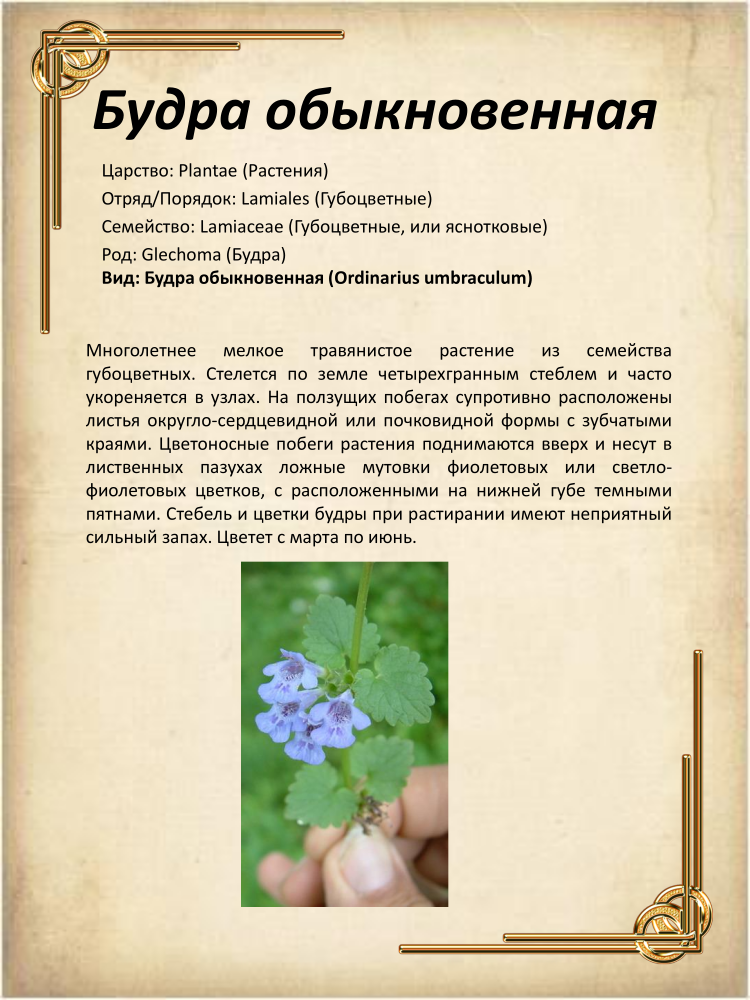 Будра обыкновенная
Царство: Plantae (Растения)
Отряд/Порядок: Lamiales (Губоцветные)
Семейство: Lamiaceae (Губоцветные, или яснотковые)
Род: Glechoma (Будра)
Вид: Будра обыкновенная (Ordinarius umbraculum)
Многолетнее мелкое травянистое растение из семейства
губоцветных. Стелется по земле четырехгранным стеблем и часто
укореняется в узлах. На ползущих побегах супротивно расположены
листья округло-сердцевидной или почковидной формы с зубчатыми
краями. Цветоносные побеги растения поднимаются вверх и несут в
лиственных пазухах ложные мутовки фиолетовых или светло-
фиолетовых цветков, с расположенными на нижней губе темными
пятнами. Стебель и цветки будры при растирании имеют неприятный
сильный запах. Цветет с марта по июнь.